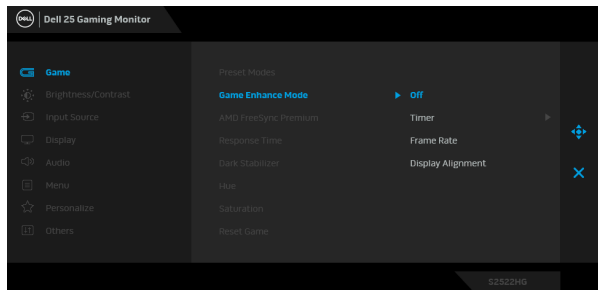 DELL Dell 25 Gaming Monitor
Game
Brightness/Contrast
Input Source
Display
Audio
Menu
Personalize
Others
Preset Modes
Game Enhance Mode
AMD FreeSync Premium
Response Time
Dark Stabilizer
Hue
Saturation
Reset Game
Off
Timer
Frame Rate
Display Alignment
S2522HG